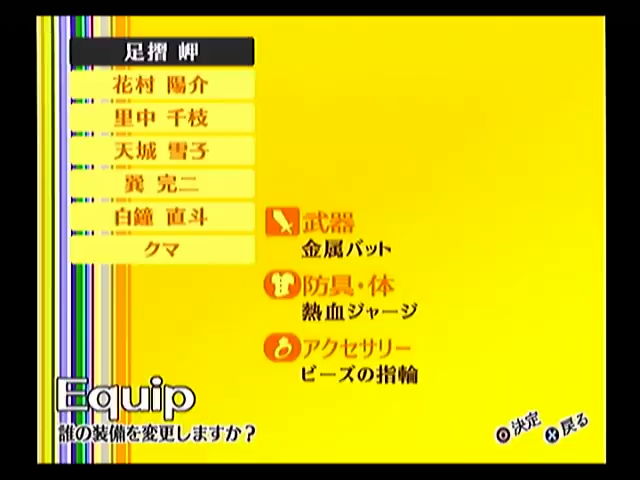 足摺 岬
花村 陽介
里中 千枝
天城 雪子
巽 完二
白鐘 直斗
クマ
武器
金属バット
防具・体
熱血ジャージ
アクセサリー
ビーズの指輪
Equip
誰の装備を変更しますか?
決定
戻る